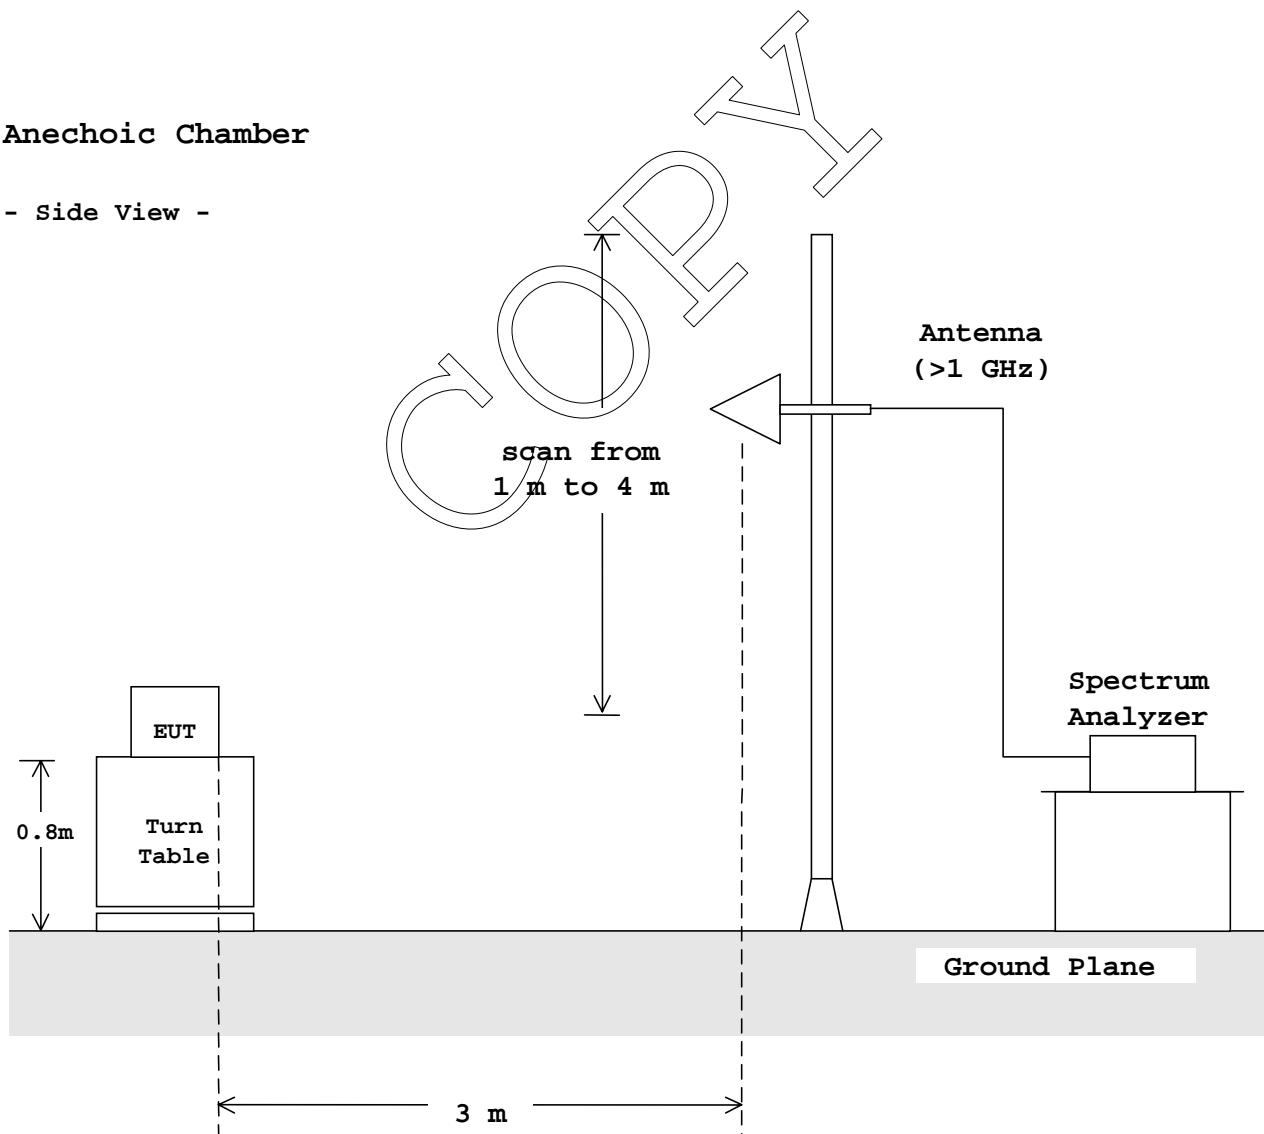 Anechoic Chamber
- Side View -
COPY
Antenna
(>1 GHz)
scan from
1 m to 4 m
Spectrum
Analyzer
EUT
0.8m
Turn
Table
Ground Plane
3 m